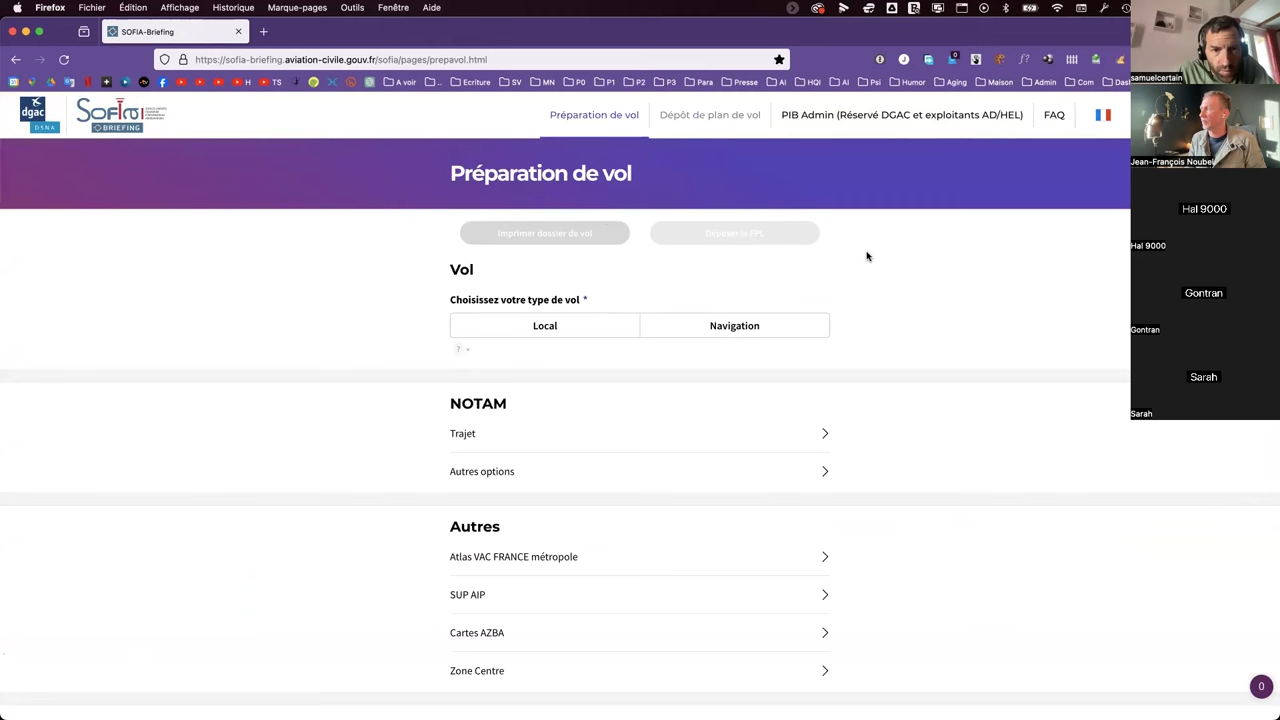 Firefox Fichier Édition Affichage Historique Marque-pages Outils Fenêtre Aide
SOFIA-Briefing
https://sofia-briefing.aviation-civile.gouv.fr/sofia/pages/prepavol.html
TS Ecriture SV MN P0 P1 P2 P3 Para Presse HQI AI Psi Humor Aging Maison Admin Com
A voir
dgac
DSNA
SOFIA
BRIEFING
Préparation de vol
Dépôt de plan de vol
PIB Admin (Réservé DGAC et exploitants AD/HEL)
FAQ
Préparation de vol
Imprimer dossier de vol
Déposer le FPL
Vol
Choisissez votre type de vol *
Local
Navigation
?
NOTAM
Trajet
Autres options
Autres
Atlas VAC FRANCE métropole
SUP AIP
Cartes AZBA
Zone Centre
0
samuelcertain
Jean-François Noubel
Hal 9000
Hal 9000
Gontran
Gontran
Sarah
Sarah